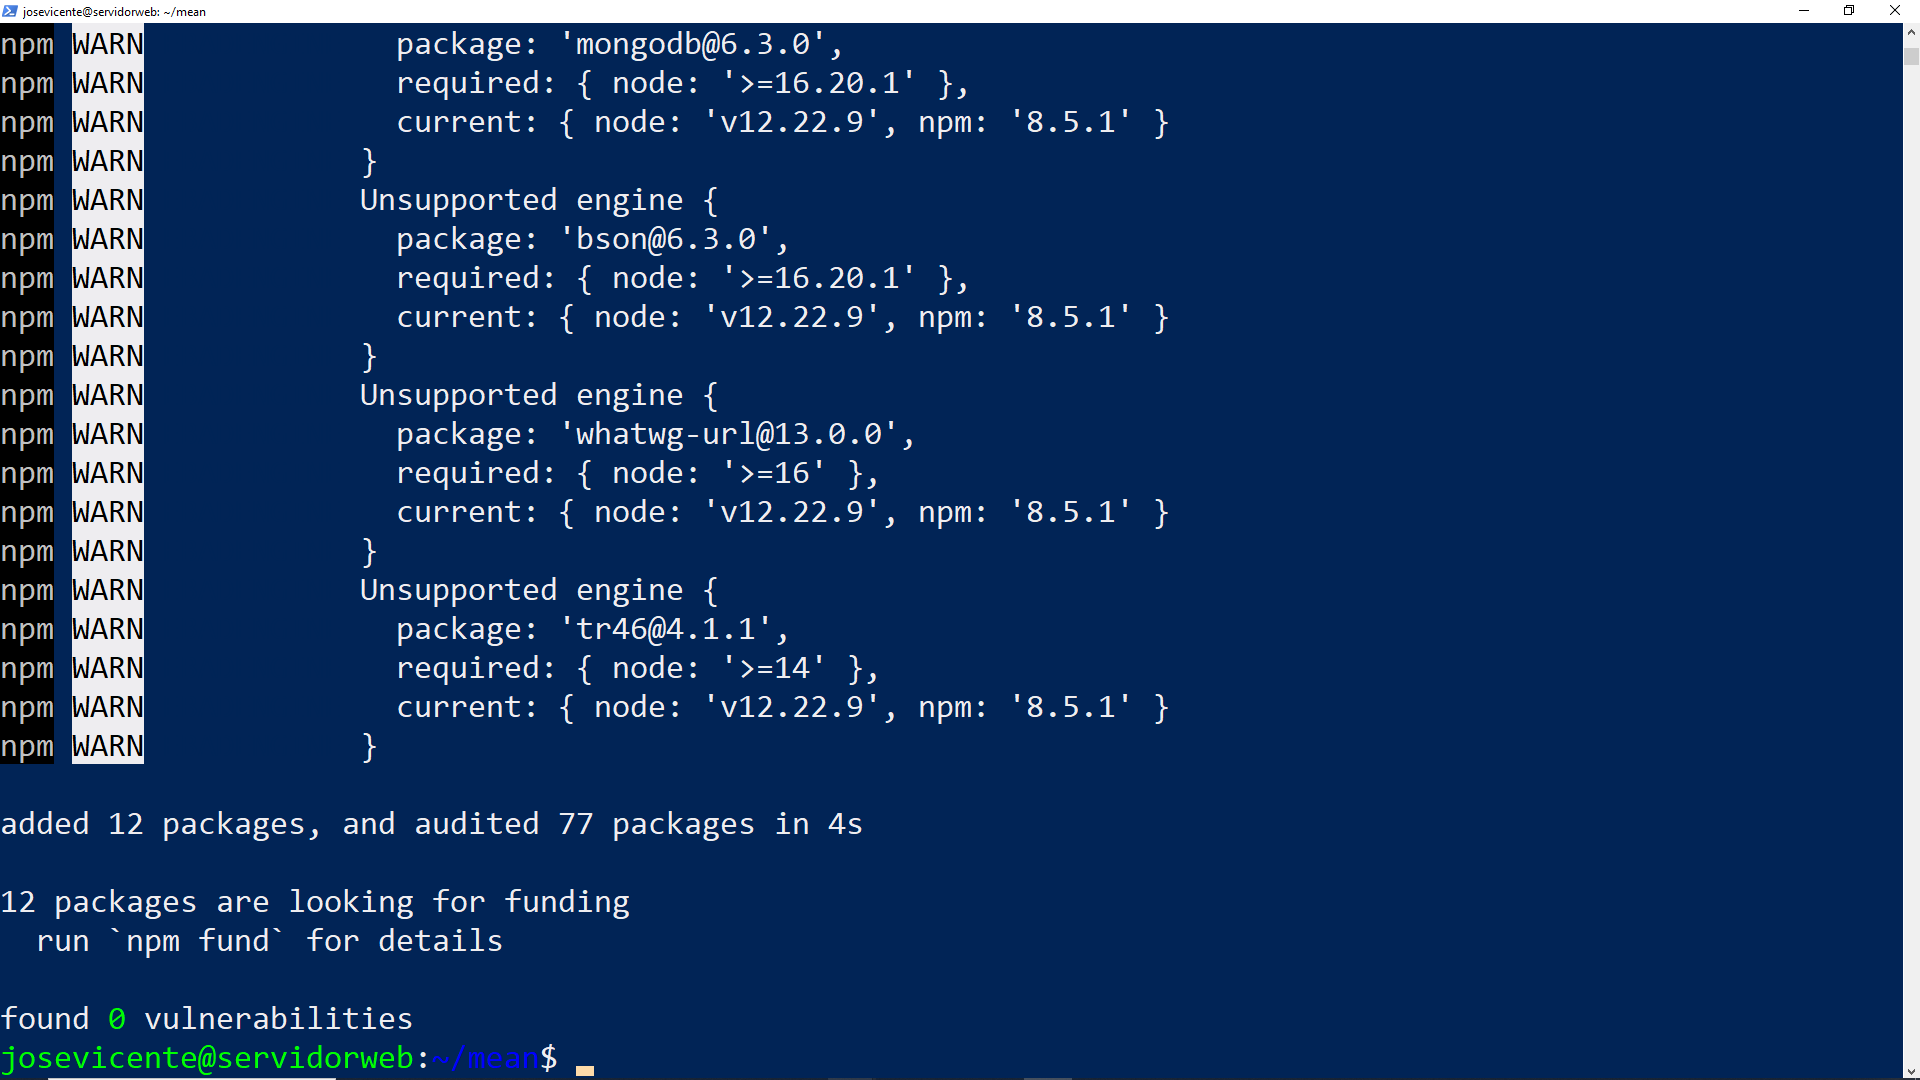 josevicente@servidorweb: ~/mean
npm WARN package: 'mongodb@6.3.0',
npm WARN required: { node: '>=16.20.1' },
npm WARN current: { node: 'v12.22.9', npm: '8.5.1' }
npm WARN }
npm WARN Unsupported engine {
npm WARN package: 'bson@6.3.0',
npm WARN required: { node: '>=16.20.1' },
npm WARN current: { node: 'v12.22.9', npm: '8.5.1' }
npm WARN }
npm WARN Unsupported engine {
npm WARN package: 'whatwg-url@13.0.0',
npm WARN required: { node: '>=16' },
npm WARN current: { node: 'v12.22.9', npm: '8.5.1' }
npm WARN }
npm WARN Unsupported engine {
npm WARN package: 'tr46@4.1.1',
npm WARN required: { node: '>=14' },
npm WARN current: { node: 'v12.22.9', npm: '8.5.1' }
npm WARN }
added 12 packages, and audited 77 packages in 4s
12 packages are looking for funding
run `npm fund` for details
found 0 vulnerabilities
josevicente@servidorweb:~/mean$